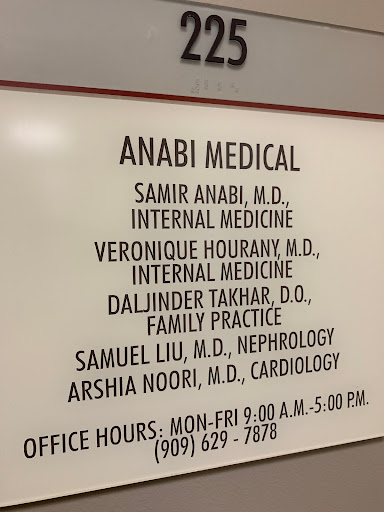 225
ANABI MEDICAL
SAMIR ANABI, M.D.,
INTERNAL MEDICINE
VERONIQUE HOURANY, M.D.,
INTERNAL MEDICINE
DALJINDER TAKHAR, D.O.,
FAMILY PRACTICE
SAMUEL LIU, M.D., NEPHROLOGY
ARSHIA NOORI, M.D., CARDIOLOGY
OFFICE HOURS: MON-FRI 9:00 A.M.-5:00 P.M.
(909) 629 - 7878